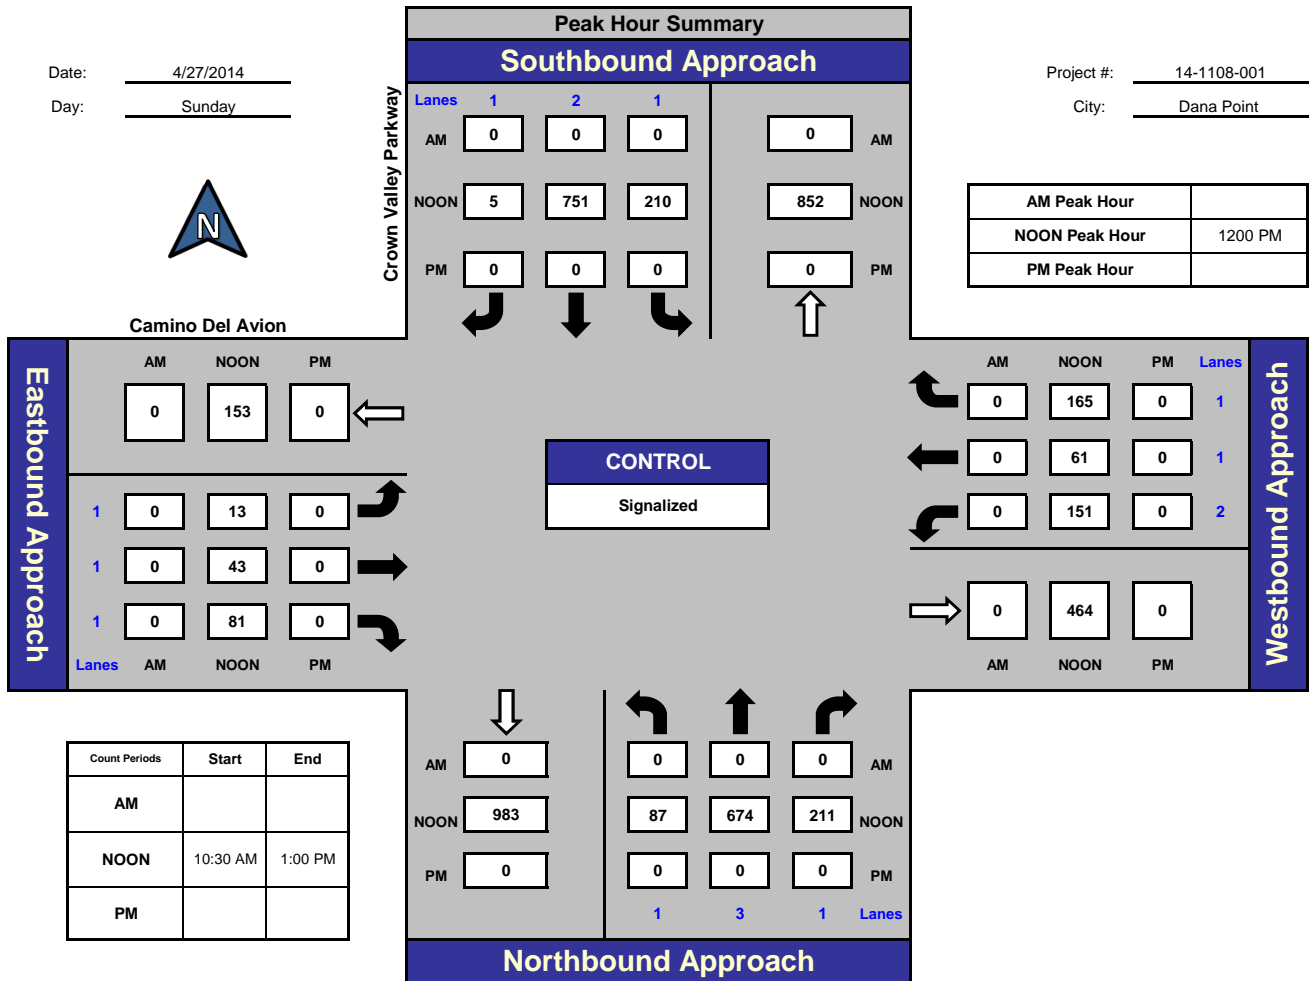 Peak Hour Summary
Southbound Approach
Date: 4/27/2014
Day: Sunday
Project #: 14-1108-001
City: Dana Point
N
Crown Valley Parkway
Lanes 1 2 1
AM 0 0 0 0 AM
NOON 5 751 210 852 NOON
PM 0 0 0 0 PM
AM Peak Hour
NOON Peak Hour 1200 PM
PM Peak Hour
Camino Del Avion
Eastbound Approach
AM NOON PM
0 153 0
1 0 13 0
1 0 43 0
1 0 81 0
Lanes AM NOON PM
CONTROL
Signalized
AM NOON PM Lanes
0 165 0 1
0 61 0 1
0 151 0 2
0 464 0
AM NOON PM
Westbound Approach
Count Periods Start End
AM
NOON 10:30 AM 1:00 PM
PM
AM 0 0 0 0 AM
NOON 983 87 674 211 NOON
PM 0 0 0 0 PM
1 3 1 Lanes
Northbound Approach